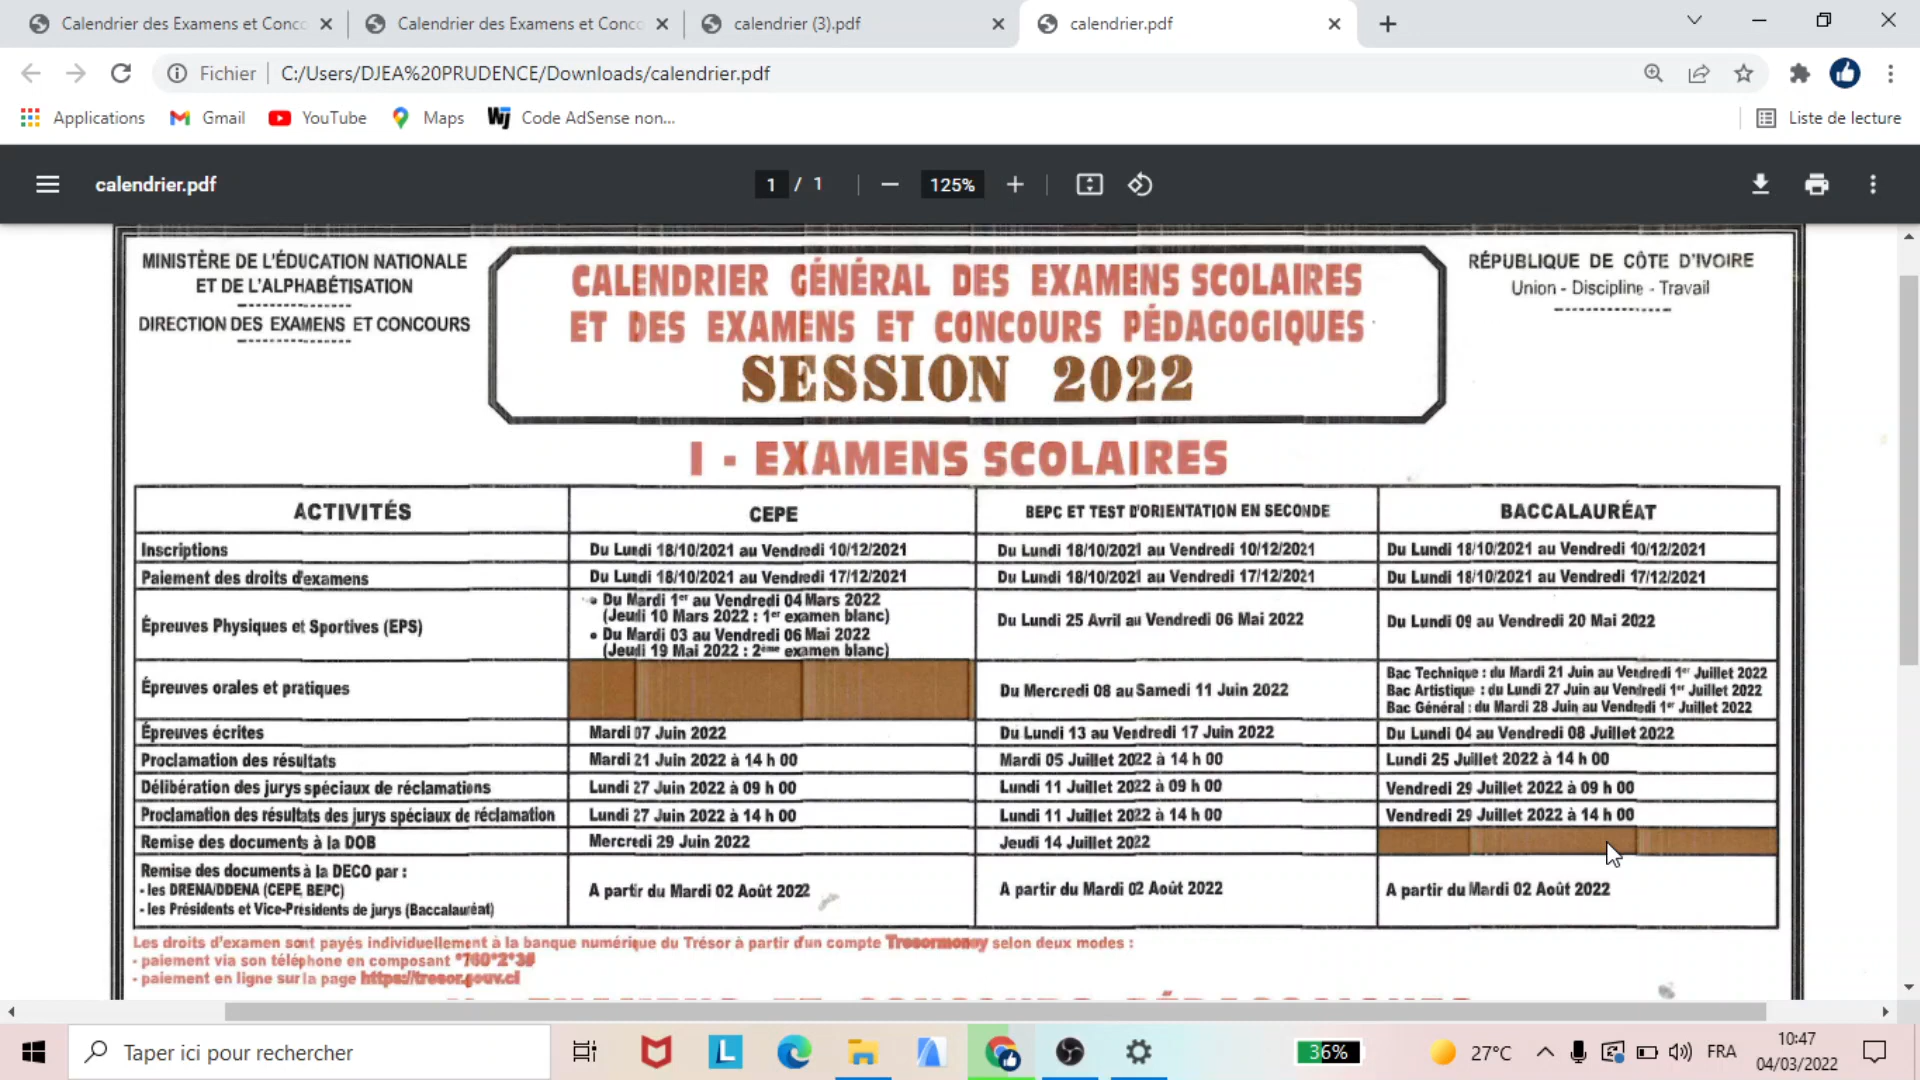 Calendrier des Examens et Conco
Calendrier des Examens et Conco
calendrier (3).pdf
calendrier.pdf
Fichier
C:/Users/DJEA%20PRUDENCE/Downloads/calendrier.pdf
Applications
Gmail
YouTube
Maps
Code AdSense non...
Liste de lecture
calendrier.pdf
1 / 1
125%
MINISTÈRE DE L'ÉDUCATION NATIONALE
ET DE L'ALPHABÉTISATION
DIRECTION DES EXAMENS ET CONCOURS
CALENDRIER GÉNÉRAL DES EXAMENS SCOLAIRES
ET DES EXAMENS ET CONCOURS PÉDAGOGIQUES
SESSION 2022
RÉPUBLIQUE DE CÔTE D'IVOIRE
Union - Discipline - Travail
I - EXAMENS SCOLAIRES
ACTIVITÉS
CEPE
BEPC ET TEST D'ORIENTATION EN SECONDE
BACCALAURÉAT
Inscriptions
Du Lundi 18/10/2021 au Vendredi 10/12/2021
Du Lundi 18/10/2021 au Vendredi 10/12/2021
Du Lundi 18/10/2021 au Vendredi 10/12/2021
Paiement des droits d'examens
Du Lundi 18/10/2021 au Vendredi 17/12/2021
Du Lundi 18/10/2021 au Vendredi 17/12/2021
Du Lundi 18/10/2021 au Vendredi 17/12/2021
Épreuves Physiques et Sportives (EPS)
• Du Mardi 1er au Vendredi 04 Mars 2022
(Jeudi 10 Mars 2022 : 1er examen blanc)
• Du Mardi 03 au Vendredi 06 Mai 2022
(Jeudi 19 Mai 2022 : 2ème examen blanc)
Du Lundi 25 Avril au Vendredi 06 Mai 2022
Du Lundi 09 au Vendredi 20 Mai 2022
Épreuves orales et pratiques
Du Mercredi 08 au Samedi 11 Juin 2022
Bac Technique : du Mardi 21 Juin au Vendredi 1er Juillet 2022
Bac Artistique : du Lundi 27 Juin au Vendredi 1er Juillet 2022
Bac Général : du Mardi 28 Juin au Vendredi 1er Juillet 2022
Épreuves écrites
Mardi 07 Juin 2022
Du Lundi 13 au Vendredi 17 Juin 2022
Du Lundi 04 au Vendredi 08 Juillet 2022
Proclamation des résultats
Mardi 21 Juin 2022 à 14 h 00
Mardi 05 Juillet 2022 à 14 h 00
Lundi 25 Juillet 2022 à 14 h 00
Délibération des jurys spéciaux de réclamations
Lundi 27 Juin 2022 à 09 h 00
Lundi 11 Juillet 2022 à 09 h 00
Vendredi 29 Juillet 2022 à 09 h 00
Proclamation des résultats des jurys spéciaux de réclamation
Lundi 27 Juin 2022 à 14 h 00
Lundi 11 Juillet 2022 à 14 h 00
Vendredi 29 Juillet 2022 à 14 h 00
Remise des documents à la DOB
Mercredi 29 Juin 2022
Jeudi 14 Juillet 2022
Remise des documents à la DECO par :
- les DRENA/DDENA (CEPE, BEPC)
- les Présidents et Vice-Présidents de jurys (Baccalauréat)
A partir du Mardi 02 Août 2022
A partir du Mardi 02 Août 2022
A partir du Mardi 02 Août 2022
Les droits d'examen sont payés individuellement à la banque numérique du Trésor à partir d'un compte Tresormoney selon deux modes :
- paiement via son téléphone en composant *760*2*3#
- paiement en ligne sur la page https://tresor.gouv.ci
Taper ici pour rechercher
36%
27°C
FRA
10:47
04/03/2022